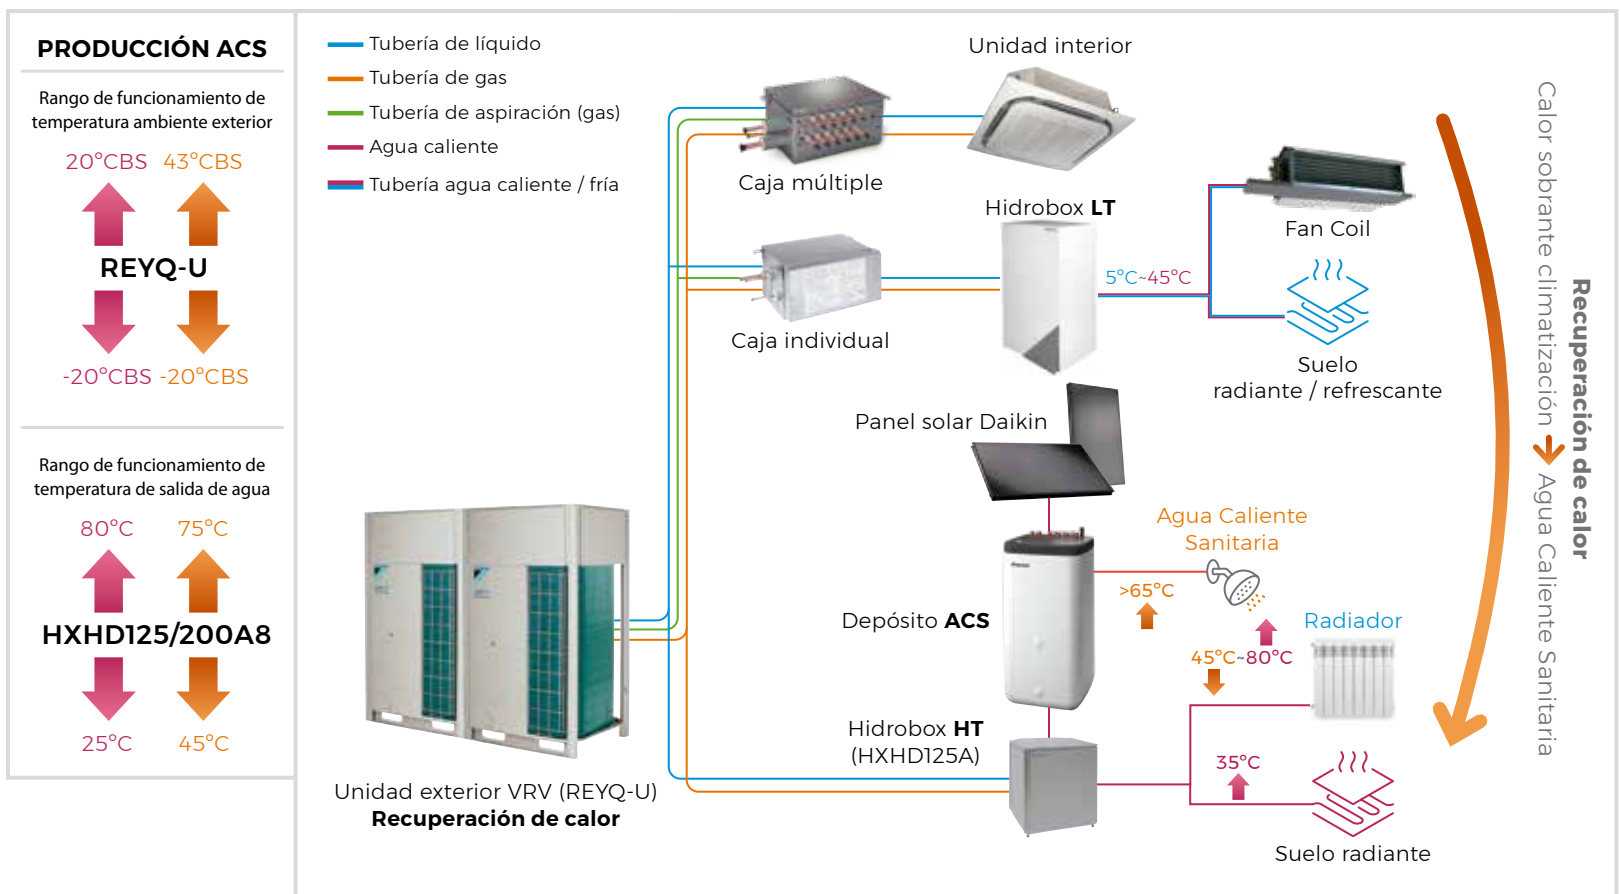 PRODUCCIÓN ACS
Rango de funcionamiento de
temperatura ambiente exterior
20°CBS 43°CBS
REYQ-U
-20°CBS -20°CBS
Rango de funcionamiento de
temperatura de salida de agua
80°C 75°C
HXHD125/200A8
25°C 45°C
Tubería de líquido
Tubería de gas
Tubería de aspiración (gas)
Agua caliente
Tubería agua caliente / fría
Unidad interior
Caja múltiple
Hidrobox LT
Fan Coil
5°C~45°C
Caja individual
Suelo
radiante / refrescante
Panel solar Daikin
Agua Caliente
Sanitaria
>65°C
Depósito ACS
Radiador
45°C~80°C
Hidrobox HT
(HXHD125A)
35°C
Suelo radiante
Unidad exterior VRV (REYQ-U)
Recuperación de calor
Recuperación de calor
Calor sobrante climatización Agua Caliente Sanitaria